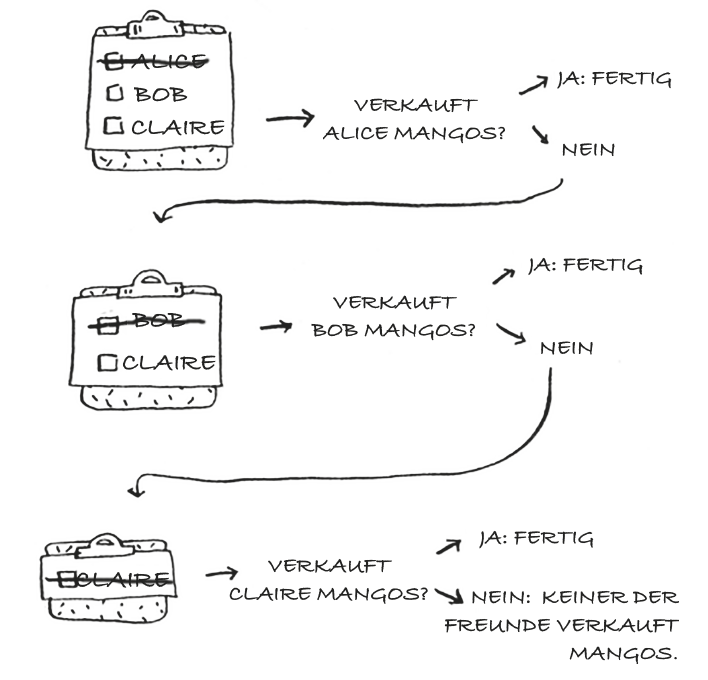 ALICE
BOB
CLAIRE
VERKAUFT
ALICE MANGOS?
JA: FERTIG
NEIN
BOB
CLAIRE
VERKAUFT
BOB MANGOS?
JA: FERTIG
NEIN
CLAIRE
VERKAUFT
CLAIRE MANGOS?
JA: FERTIG
NEIN: KEINER DER
FREUNDE VERKAUFT
MANGOS.